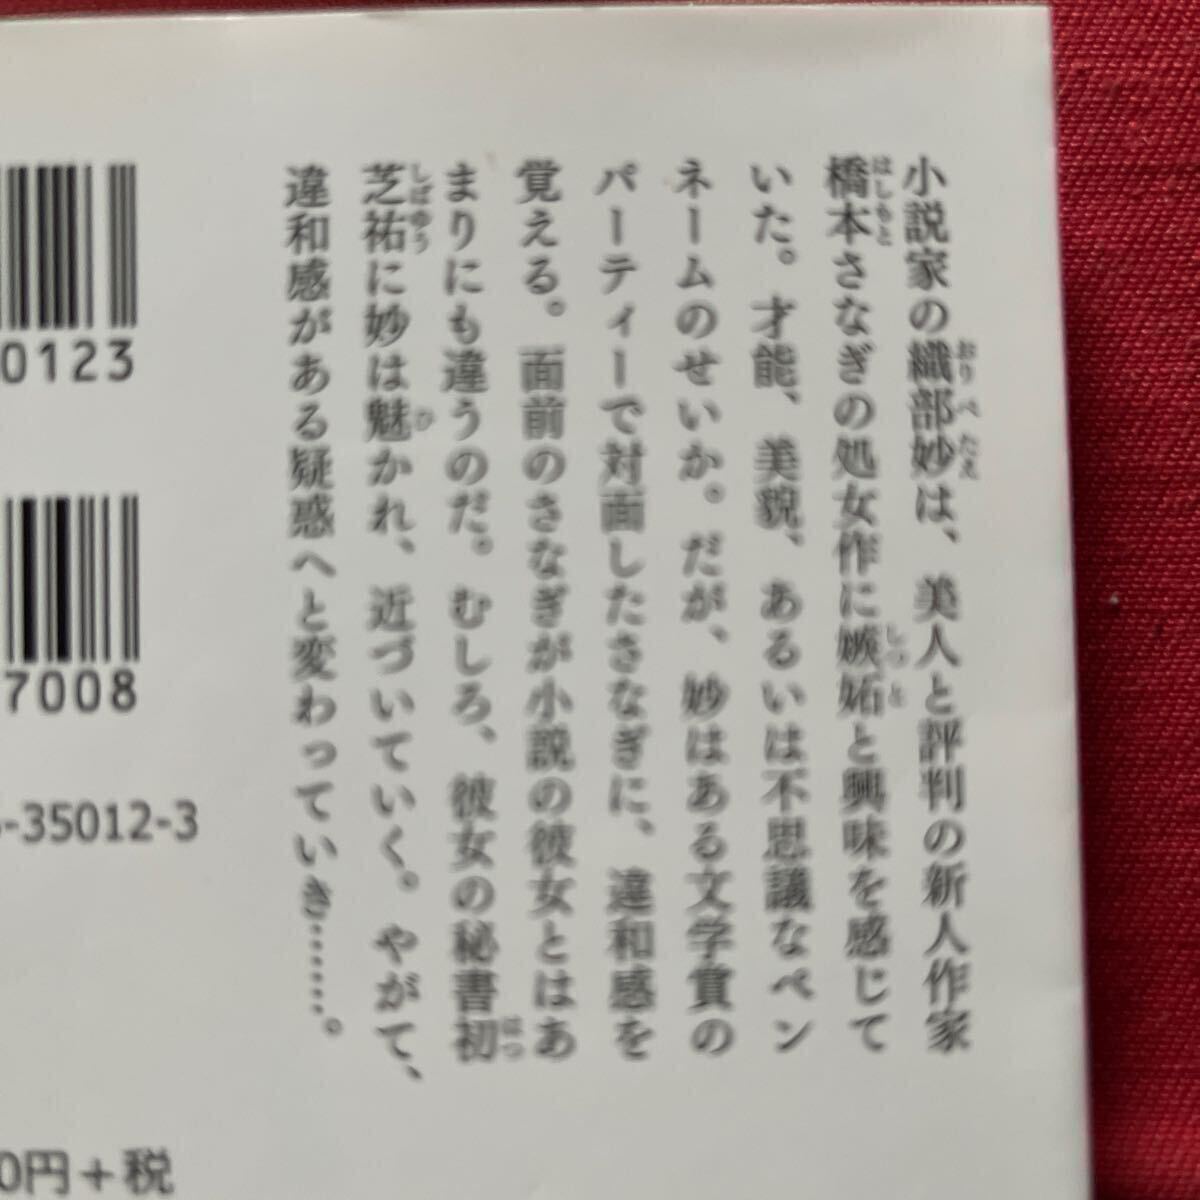 小説家の織部妙は、美人と評判の新人作家
橋本さなぎの処女作に嫉妬と興味を感じて
いた。才能、美貌、あるいは不思議なペン
ネームのせいか。だが、妙はある文学賞の
パーティーで対面したさなぎに、違和感を
覚える。面前のさなぎが小説の彼女とはあ
まりにも違うのだ。むしろ、彼女の秘書初
芝祐に妙は魅かれ、近づいていく。やがて、
違和感がある疑惑へと変わっていき……。
0123
7008
-35012-3
0円+税